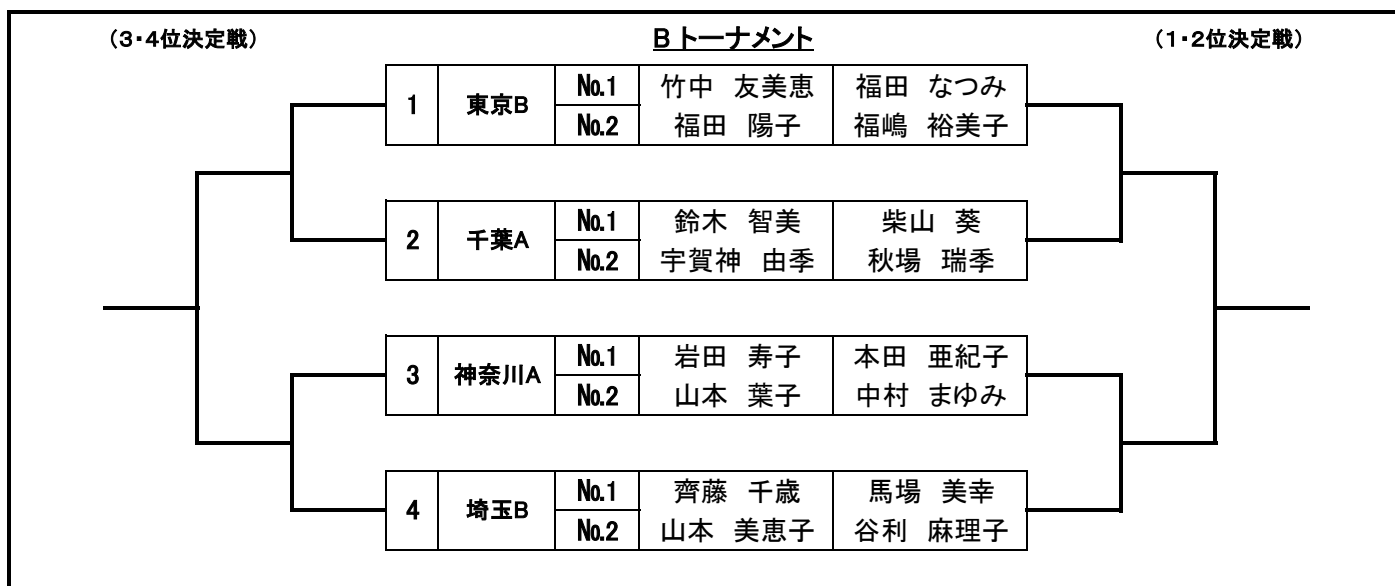 (3・4位決定戦) Bトーナメント (1・2位決定戦)
1 東京B No.1 竹中 友美恵 福田 なつみ
No.2 福田 陽子 福嶋 裕美子
2 千葉A No.1 鈴木 智美 柴山 葵
No.2 宇賀神 由季 秋場 瑞季
3 神奈川A No.1 岩田 寿子 本田 亜紀子
No.2 山本 葉子 中村 まゆみ
4 埼玉B No.1 齊藤 千歳 馬場 美幸
No.2 山本 美恵子 谷利 麻理子